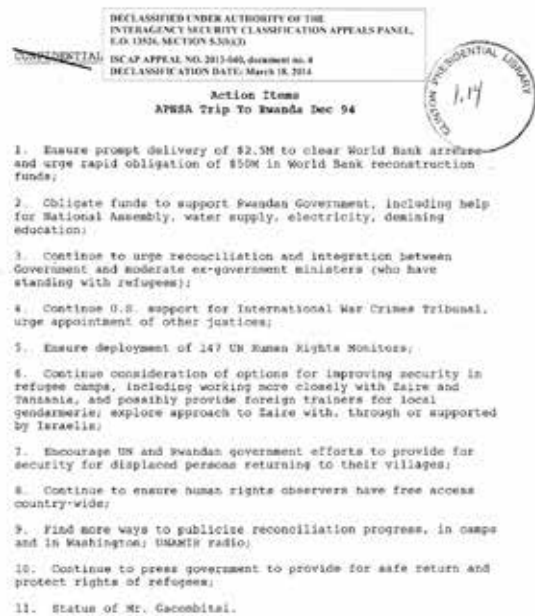 DECLASSIFIED UNDER AUTHORITY OF THE
INTERAGENCY SECURITY CLASSIFICATION APPEALS PANEL,
E.O. 13526, SECTION 5.3(b)(3)
CONFIDENTIAL
ISCAP APPEAL NO. 2013-040, document no. 4
DECLASSIFICATION DATE: March 18, 2014
CLINTON PRESIDENTIAL LIBRARY
1.14
Action Items
APNSA Trip To Rwanda Dec 94
1. Ensure prompt delivery of $2.5M to clear World Bank arrears
and urge rapid obligation of $50M in World Bank reconstruction
funds;
2. Obligate funds to support Rwandan Government, including help
for National Assembly, water supply, electricity, demining
education;
3. Continue to urge reconciliation and integration between
Government and moderate ex-government ministers (who have
standing with refugees);
4. Continue U.S. support for International War Crimes Tribunal,
urge appointment of other justices;
5. Ensure deployment of 147 UN Human Rights Monitors;
6. Continue consideration of options for improving security in
refugee camps, including working more closely with Zaire and
Tanzania, and possibly provide foreign trainers for local
gendarmerie; explore approach to Zaire with, through or supported
by Israelis;
7. Encourage UN and Rwandan government efforts to provide for
security for displaced persons returning to their villages;
8. Continue to ensure human rights observers have free access
country-wide;
9. Find more ways to publicize reconciliation progress, in camps
and in Washington; UNAMIR radio;
10. Continue to press government to provide for safe return and
protect rights of refugees;
11. Status of Mr. Gacombitsi.